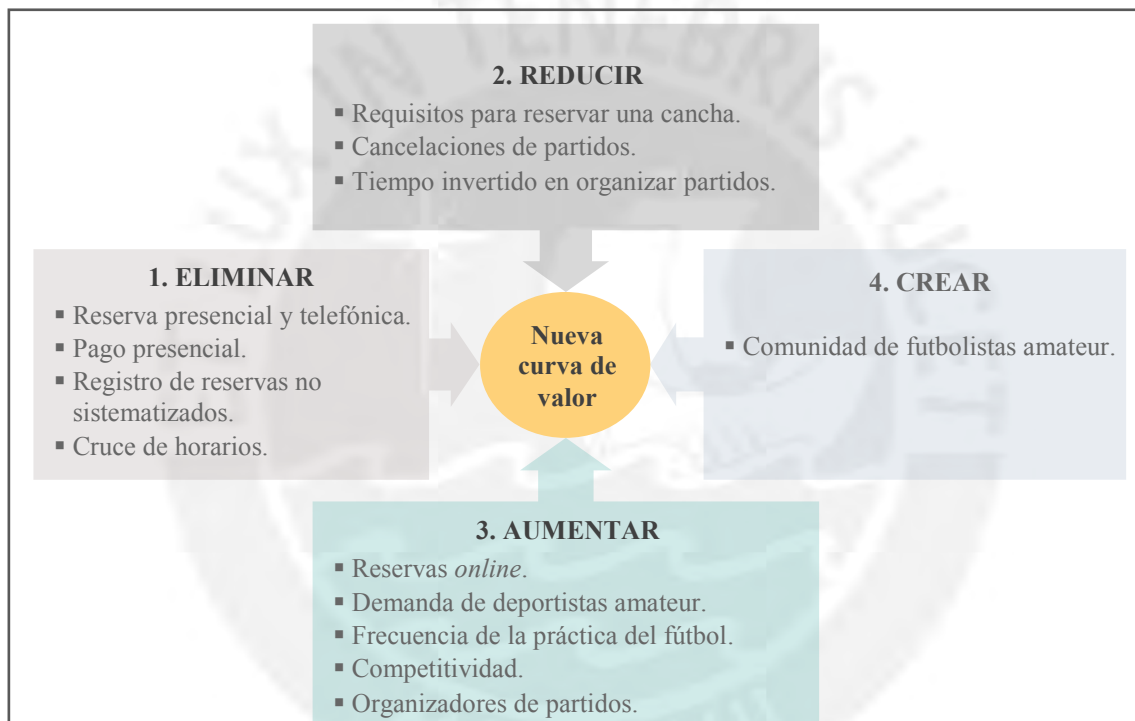 2. REDUCIR
▪ Requisitos para reservar una cancha.
▪ Cancelaciones de partidos.
▪ Tiempo invertido en organizar partidos.
1. ELIMINAR
▪ Reserva presencial y telefónica.
▪ Pago presencial.
▪ Registro de reservas no
sistematizados.
▪ Cruce de horarios.
Nueva
curva de
valor
4. CREAR
▪ Comunidad de futbolistas amateur.
3. AUMENTAR
▪ Reservas online.
▪ Demanda de deportistas amateur.
▪ Frecuencia de la práctica del fútbol.
▪ Competitividad.
▪ Organizadores de partidos.